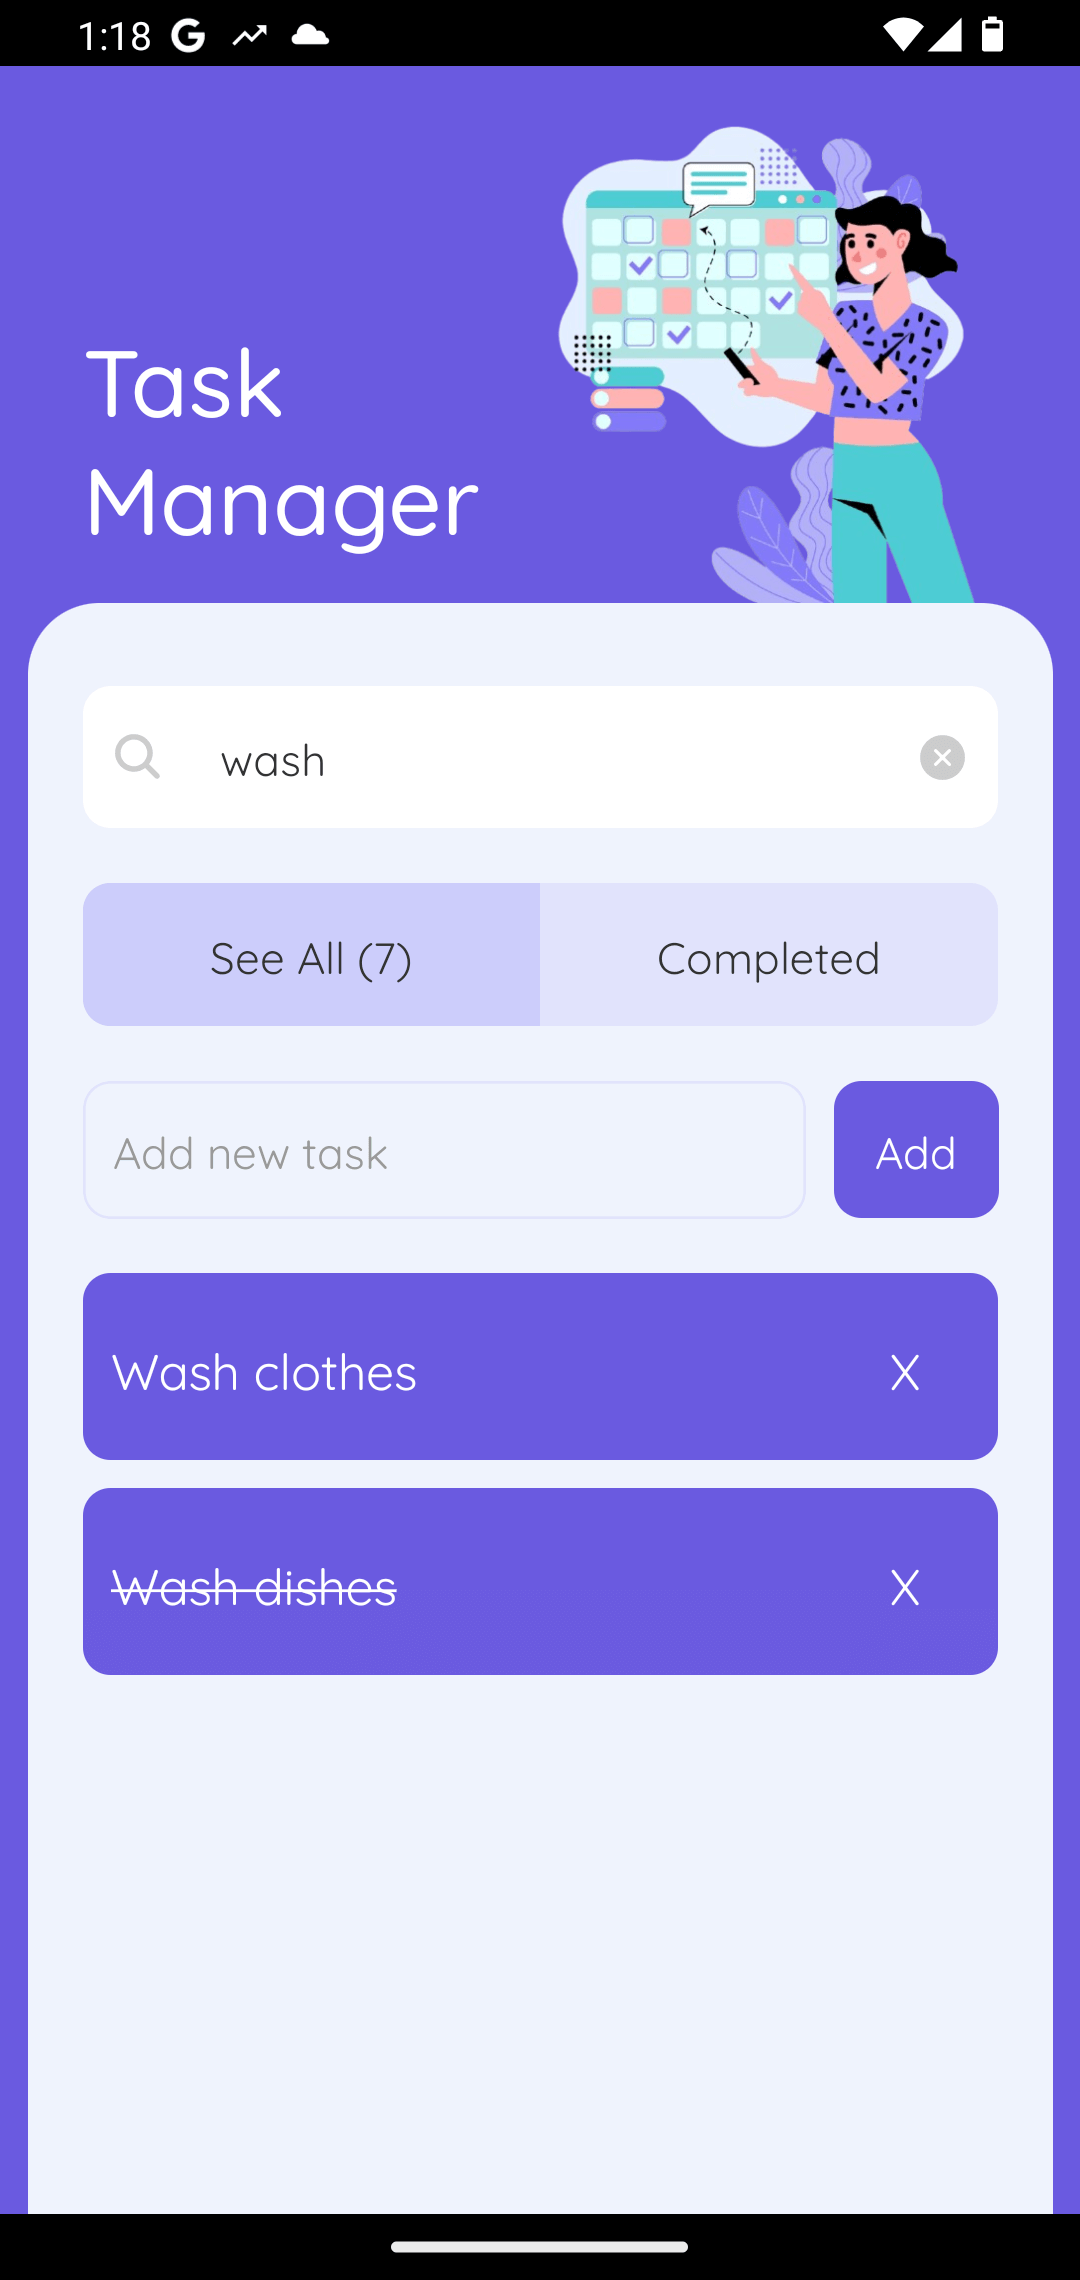 1:18
Task
Manager
wash
See All (7)
Completed
Add new task
Add
Wash clothes
X
Wash dishes
X